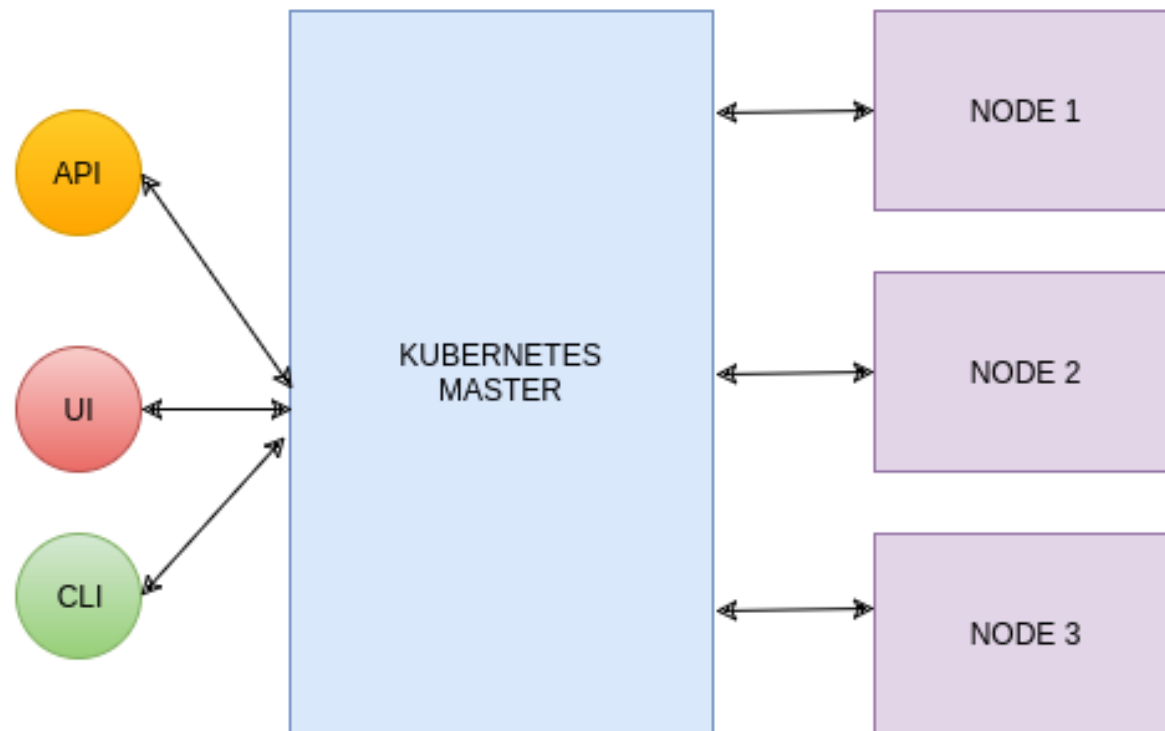 API
UI
CLI
KUBERNETES
MASTER
NODE 1
NODE 2
NODE 3